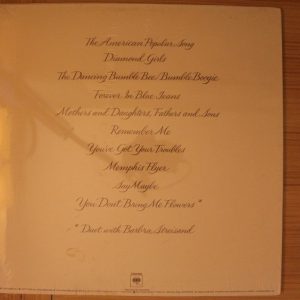 The American Popular Song
Diamond Girls
The Dancing Bumble Bee/Bumble Boogie
Forever In Blue Jeans
Mothers and Daughters, Fathers and Sons
Remember Me
You've Got Your Troubles
Memphis Flyer
Say Maybe
You Don't Bring Me Flowers*
*Duet with Barbra Streisand